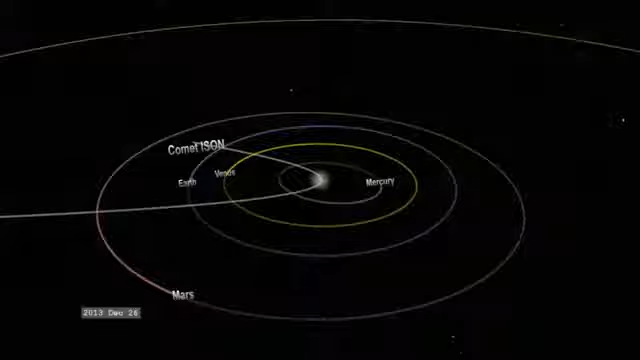 Comet ISON
Venus
Earth
Mercury
Mars
2013 Dec 26